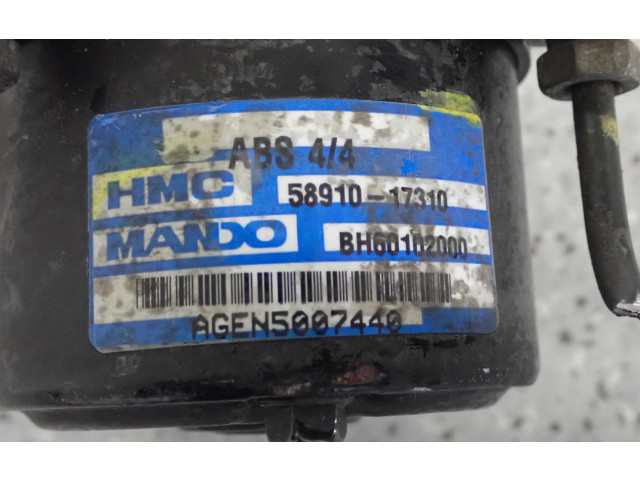 ABS 4/4
HMC 58910-17310
MANDO BH60102000
AGEN5007440